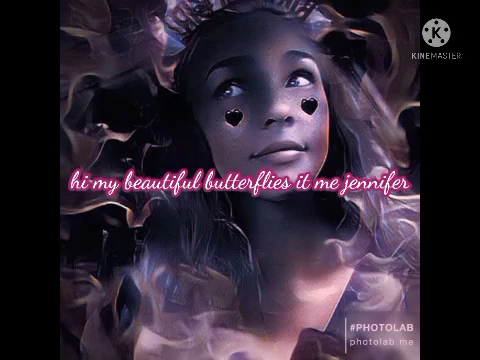 K
KINEMASTER
hi my beautiful butterflies it me jennifer
#PHOTOLAB
photolab.me